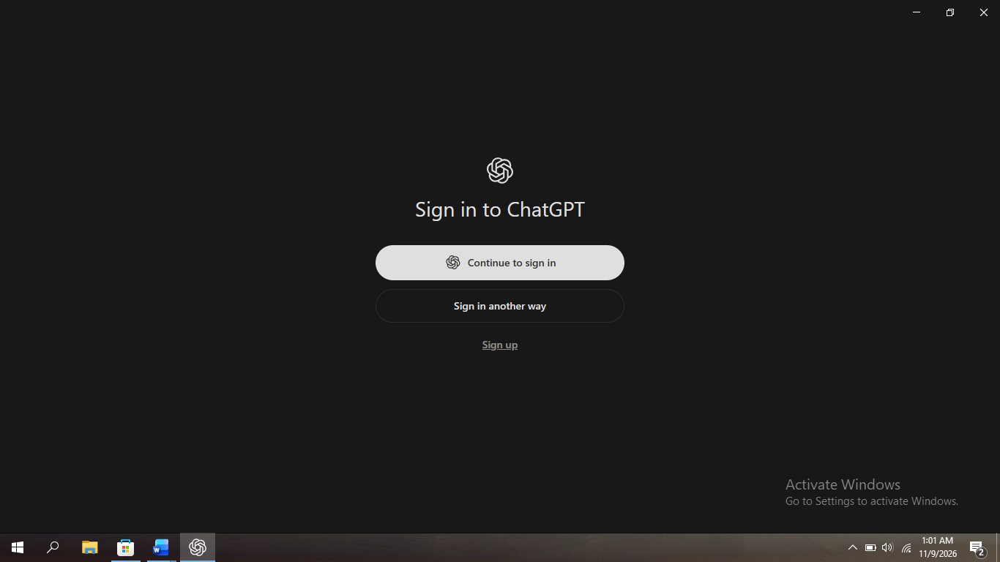 Sign in to ChatGPT
Continue to sign in
Sign in another way
Sign up
Activate Windows
Go to Settings to activate Windows.
W
1:01 AM
11/9/2026
2